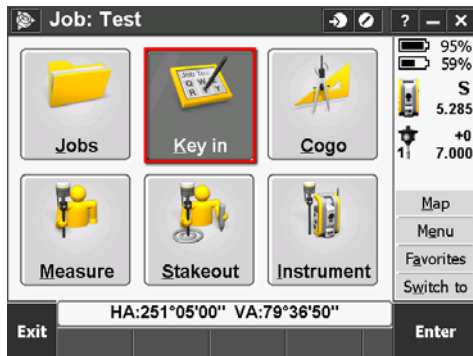 Job: Test
? – ×
95%
59%
S
5.285
+0
1
7.000
Jobs
Key in
Cogo
Measure
Stakeout
Instrument
Map
Menu
Favorites
Switch to
HA:251°05'00" VA:79°36'50"
Exit
Enter